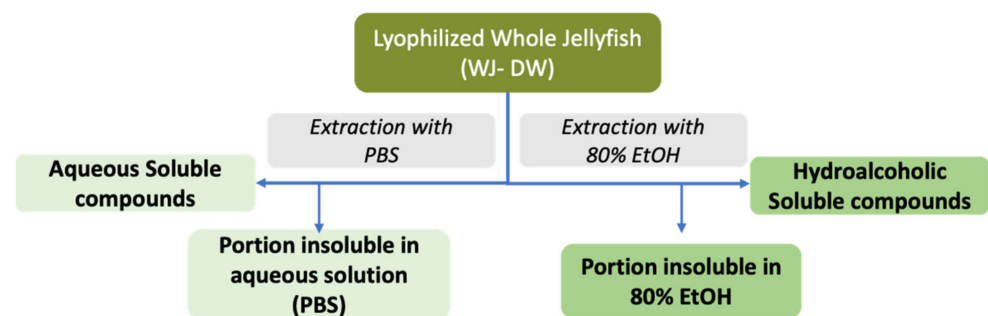 Lyophilized Whole Jellyfish
(WJ- DW)
Extraction with
PBS
Extraction with
80% EtOH
Aqueous Soluble
compounds
Hydroalcoholic
Soluble compounds
Portion insoluble in
aqueous solution
(PBS)
Portion insoluble in
80% EtOH